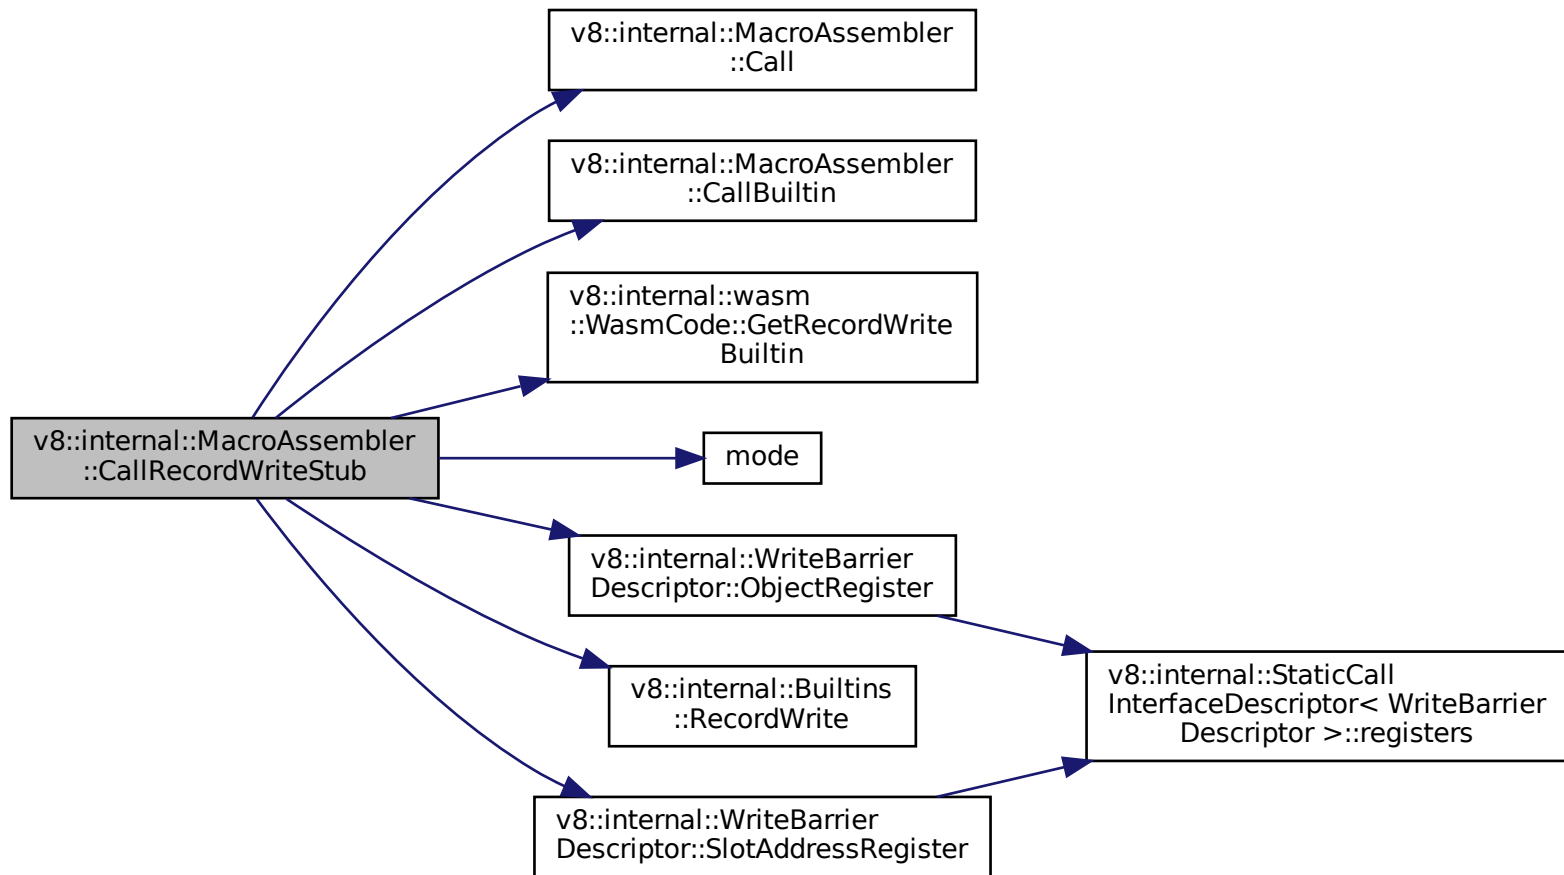 v8::internal::MacroAssembler
::Call
v8::internal::MacroAssembler
::CallBuiltin
v8::internal::wasm
::WasmCode::GetRecordWrite
Builtin
v8::internal::MacroAssembler
::CallRecordWriteStub
mode
v8::internal::WriteBarrier
Descriptor::ObjectRegister
v8::internal::Builtins
::RecordWrite
v8::internal::StaticCall
InterfaceDescriptor< WriteBarrier
Descriptor >::registers
v8::internal::WriteBarrier
Descriptor::SlotAddressRegister